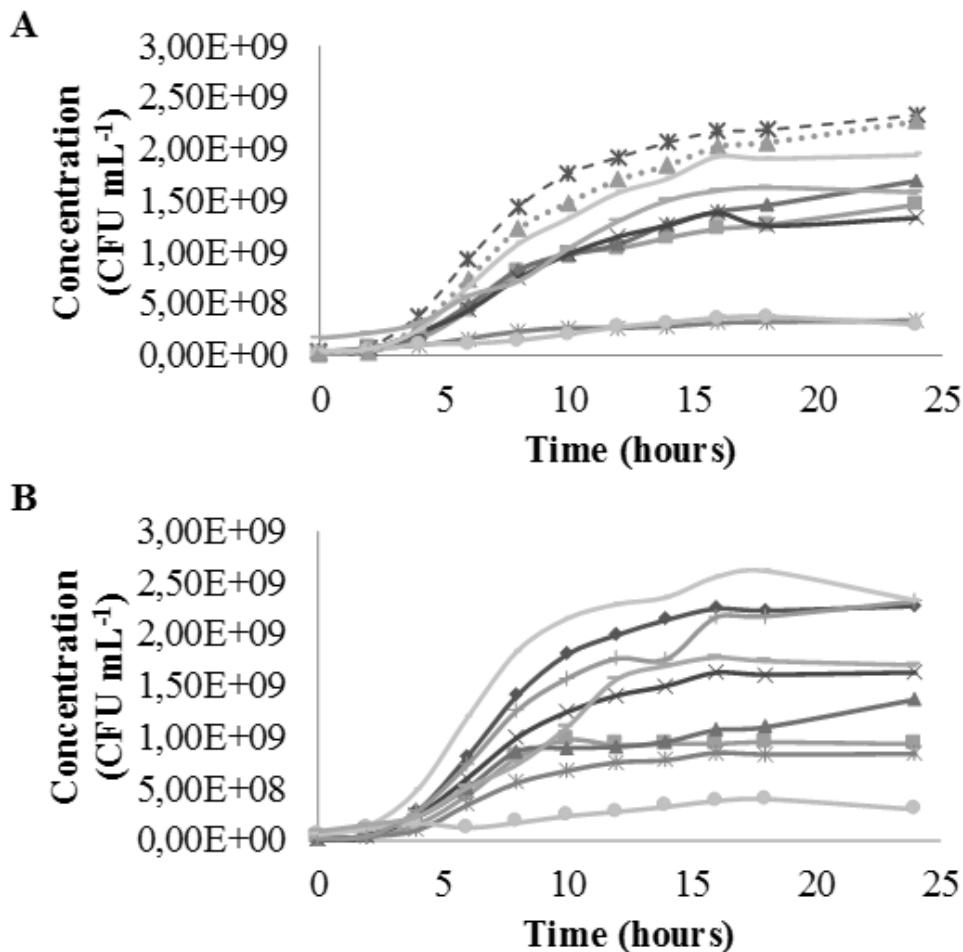 A
3,00E+09
2,50E+09
2,00E+09
1,50E+09
1,00E+09
5,00E+08
0,00E+00
Concentration
(CFU mL⁻¹)
0 5 10 15 20 25
Time (hours)
B
3,00E+09
2,50E+09
2,00E+09
1,50E+09
1,00E+09
5,00E+08
0,00E+00
Concentration
(CFU mL⁻¹)
0 5 10 15 20 25
Time (hours)